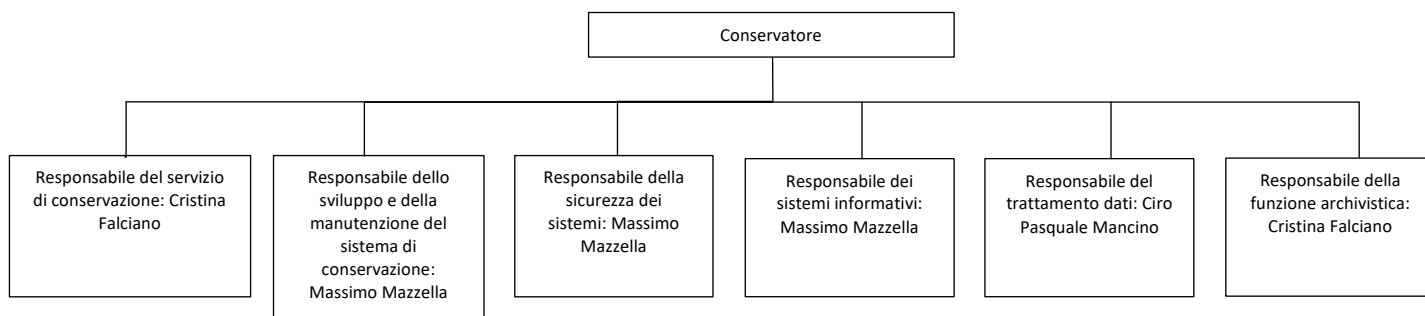 Conservatore
Responsabile del servizio
di conservazione: Cristina
Falciano
Responsabile dello
sviluppo e della
manutenzione del
sistema di
conservazione:
Massimo Mazzella
Responsabile della
sicurezza dei
sistemi: Massimo
Mazzella
Responsabile dei
sistemi informativi:
Massimo Mazzella
Responsabile del
trattamento dati: Ciro
Pasquale Mancino
Responsabile della
funzione archivistica:
Cristina Falciano